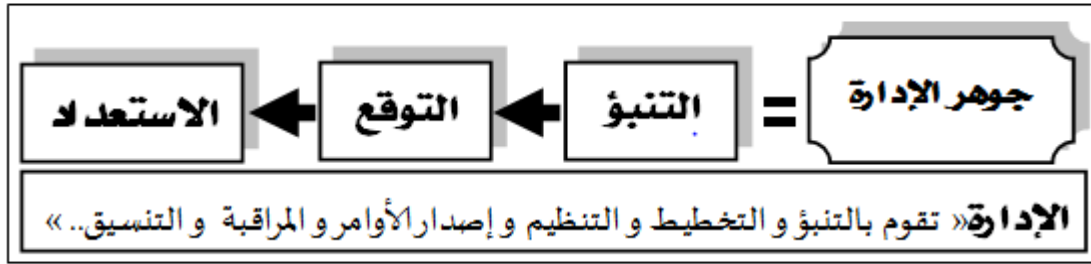 جوهر الإدارة = التنبؤ التوقع الاستعداد
الإدارة« تقوم بالتنبؤ و التخطيط و التنظيم و إصدار الأوامر و المراقبة و التنسيق.. »